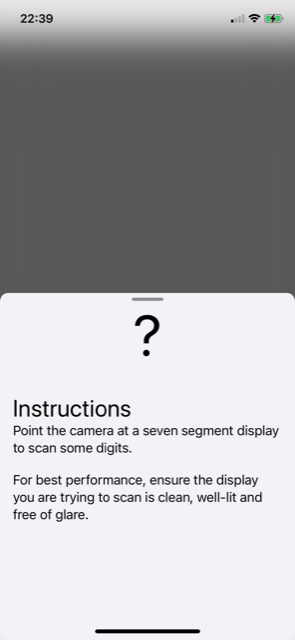 22:39
?
Instructions
Point the camera at a seven segment display
to scan some digits.
For best performance, ensure the display
you are trying to scan is clean, well-lit and
free of glare.